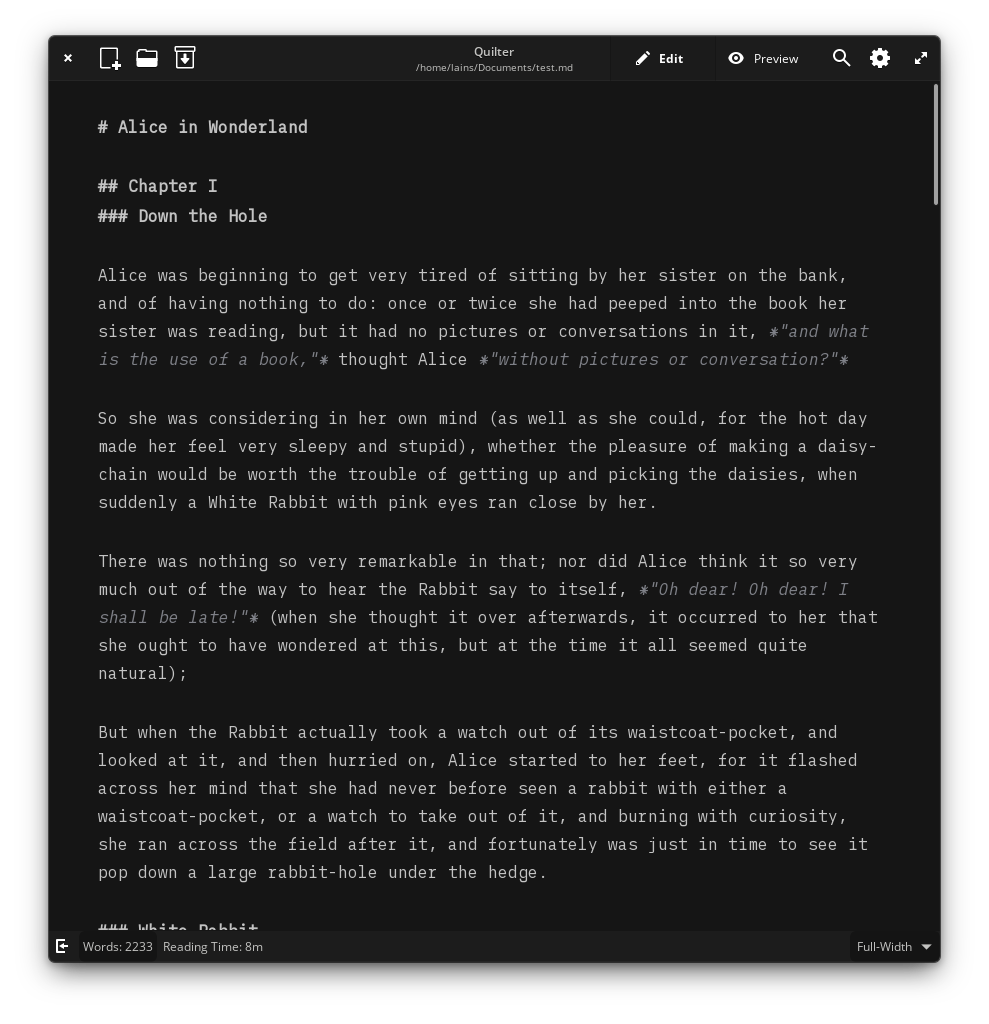 Quilter
/home/lains/Documents/test.md
Edit
Preview
# Alice in Wonderland
## Chapter I
### Down the Hole
Alice was beginning to get very tired of sitting by her sister on the bank,
and of having nothing to do: once or twice she had peeped into the book her
sister was reading, but it had no pictures or conversations in it, *"and what
is the use of a book,"* thought Alice *"without pictures or conversation?"*
So she was considering in her own mind (as well as she could, for the hot day
made her feel very sleepy and stupid), whether the pleasure of making a daisy-
chain would be worth the trouble of getting up and picking the daisies, when
suddenly a White Rabbit with pink eyes ran close by her.
There was nothing so very remarkable in that; nor did Alice think it so very
much out of the way to hear the Rabbit say to itself, *"Oh dear! Oh dear! I
shall be late!"* (when she thought it over afterwards, it occurred to her that
she ought to have wondered at this, but at the time it all seemed quite
natural);
But when the Rabbit actually took a watch out of its waistcoat-pocket, and
looked at it, and then hurried on, Alice started to her feet, for it flashed
across her mind that she had never before seen a rabbit with either a
waistcoat-pocket, or a watch to take out of it, and burning with curiosity,
she ran across the field after it, and fortunately was just in time to see it
pop down a large rabbit-hole under the hedge.
### White Rabbit
Words: 2233
Reading Time: 8m
Full-Width